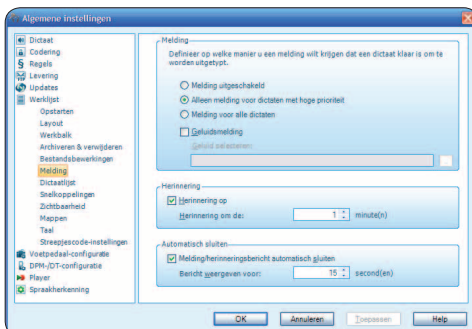 Algemene instellingen
Dictaat
Codering
Regels
Levering
Updates
Werklijst
Opstarten
Layout
Werkbalk
Archiveren & verwijderen
Bestandsbewerkingen
Melding
Dictaatlijst
Snelkoppelingen
Zichtbaarheid
Mappen
Taal
Streepjescode-instellingen
Voetpedaal-configuratie
DPM-/DT-configuratie
Player
Spraakherkenning
Melding
Definieer op welke manier u een melding wilt krijgen dat een dictaat klaar is om te
worden uitgetypt.
Melding uitgeschakeld
Alleen melding voor dictaten met hoge prioriteit
Melding voor alle dictaten
Geluidsmelding
Geluid selecteren:
Herinnering
Herinnering op
Herinnering om de: 1 minute(n)
Automatisch sluiten
Melding/herinneringsbericht automatisch sluiten
Bericht weergeven voor: 15 second(en)
OK Annuleren Toepassen Help